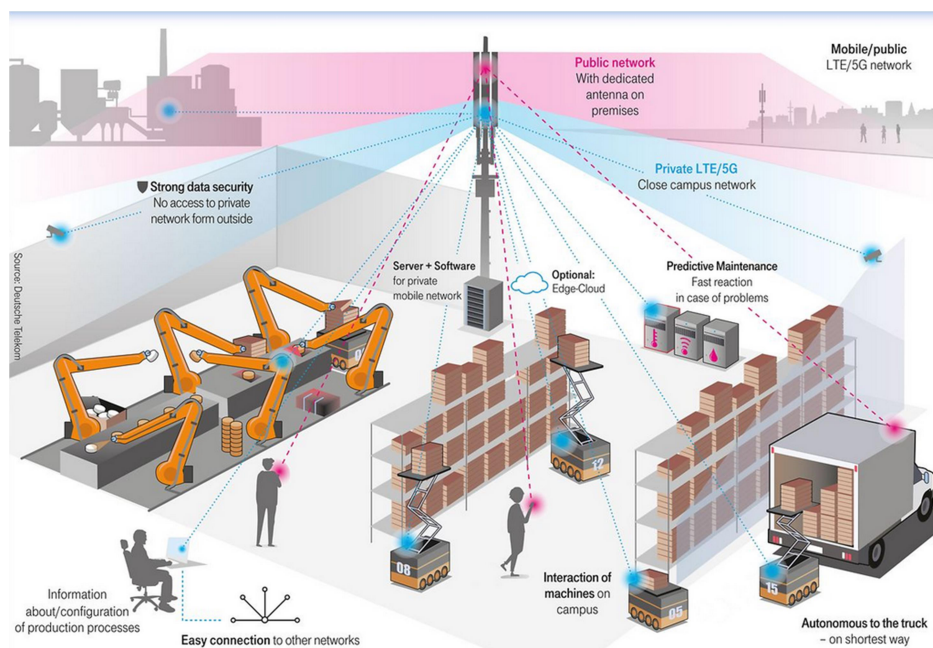 Mobile/public
LTE/5G network
Public network
With dedicated
antenna on
premises
Private LTE/5G
Close campus network
Strong data security
No access to private
network form outside
Source: Deutsche Telekom
Server + Software
for private
mobile network
Optional:
Edge-Cloud
Predictive Maintenance
Fast reaction
in case of problems
12
08
05
15
Interaction of
machines on
campus
Information
about/configuration
of production processes
Easy connection to other networks
Autonomous to the truck
– on shortest way